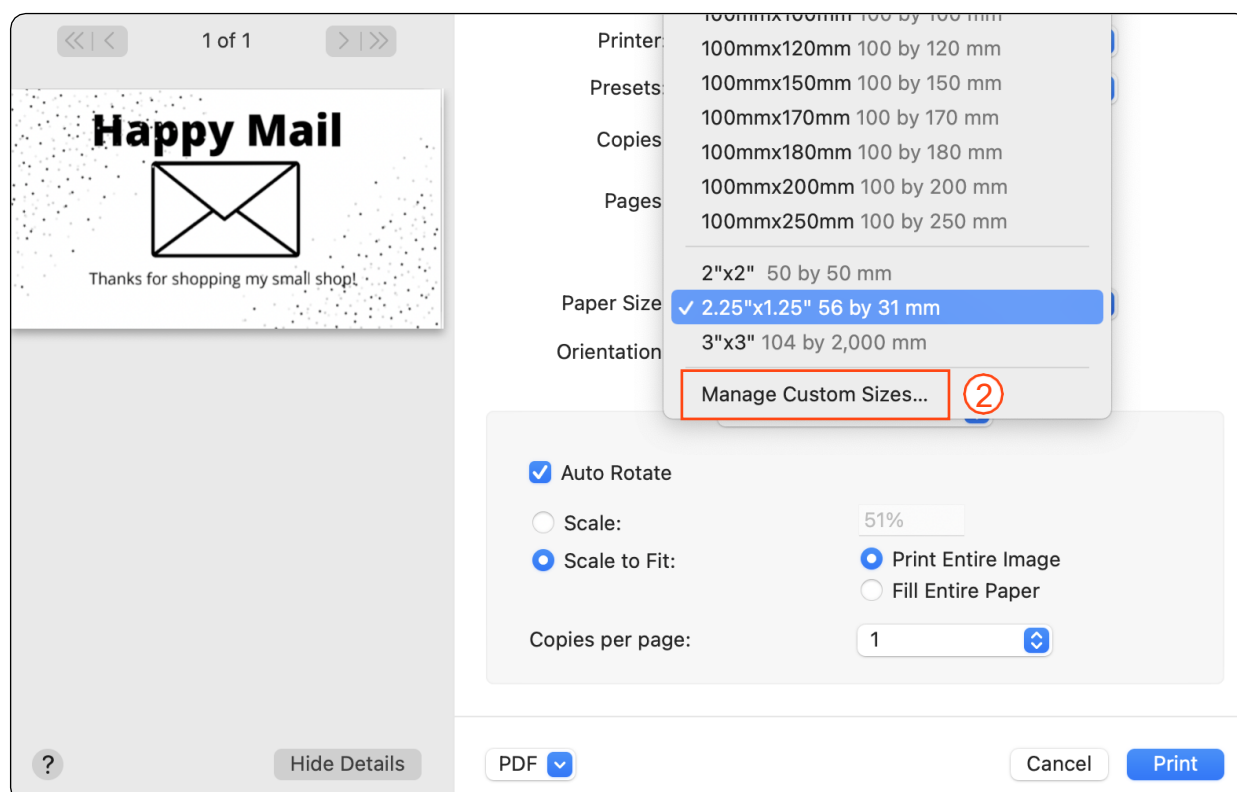 1 of 1
Happy Mail
Thanks for shopping my small shop!
Hide Details
?
Printer:
Presets:
Copies
Pages
Paper Size
Orientation
100mmx100mm 100 by 100 mm
100mmx120mm 100 by 120 mm
100mmx150mm 100 by 150 mm
100mmx170mm 100 by 170 mm
100mmx180mm 100 by 180 mm
100mmx200mm 100 by 200 mm
100mmx250mm 100 by 250 mm
2"x2" 50 by 50 mm
2.25"x1.25" 56 by 31 mm
3"x3" 104 by 2,000 mm
Manage Custom Sizes... 2
Auto Rotate
Scale: 51%
Scale to Fit: Print Entire Image
Fill Entire Paper
Copies per page: 1
PDF Cancel Print